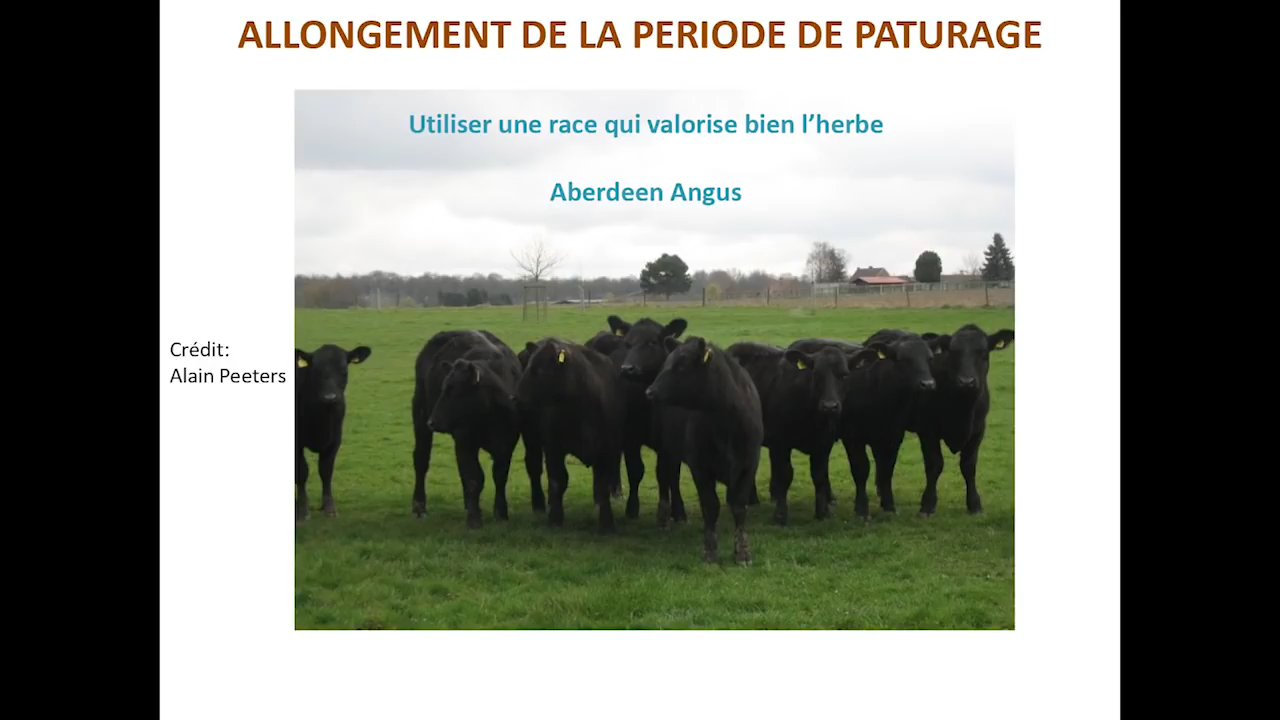 ALLONGEMENT DE LA PERIODE DE PATURAGE
Utiliser une race qui valorise bien l’herbe
Aberdeen Angus
Crédit:
Alain Peeters